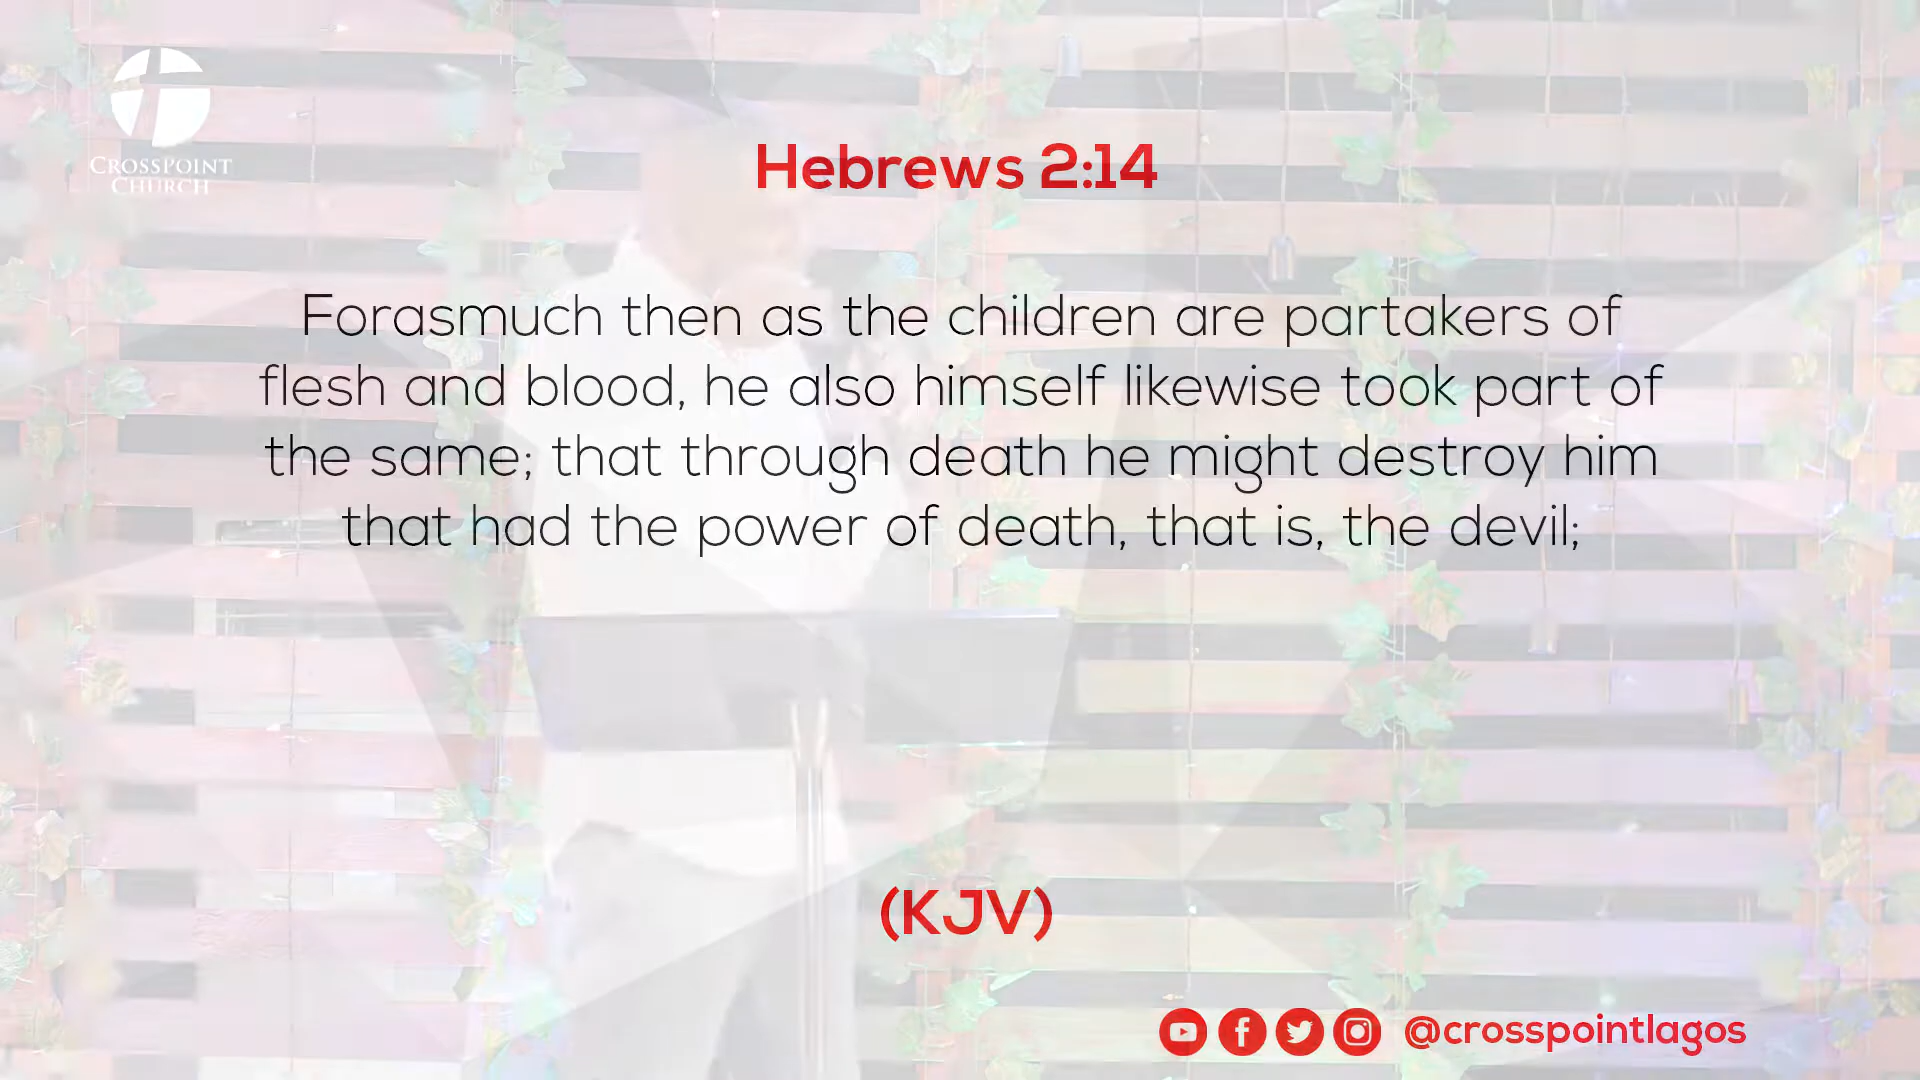 CROSSPOINT
CHURCH
Hebrews 2:14
Forasmuch then as the children are partakers of
flesh and blood, he also himself likewise took part of
the same; that through death he might destroy him
that had the power of death, that is, the devil;
(KJV)
@crosspointlagos